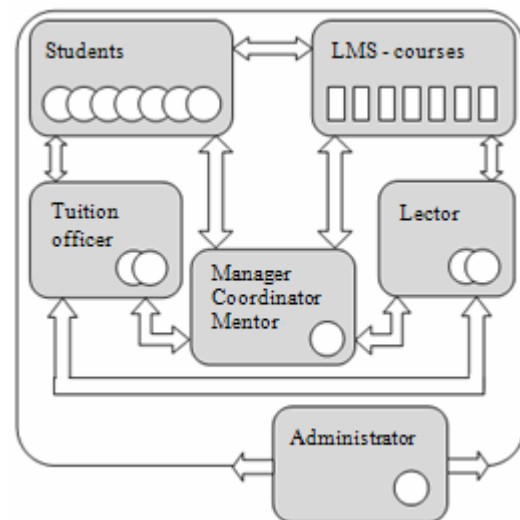 Students
LMS - courses
Tuition
officer
Lector
Manager
Coordinator
Mentor
Administrator